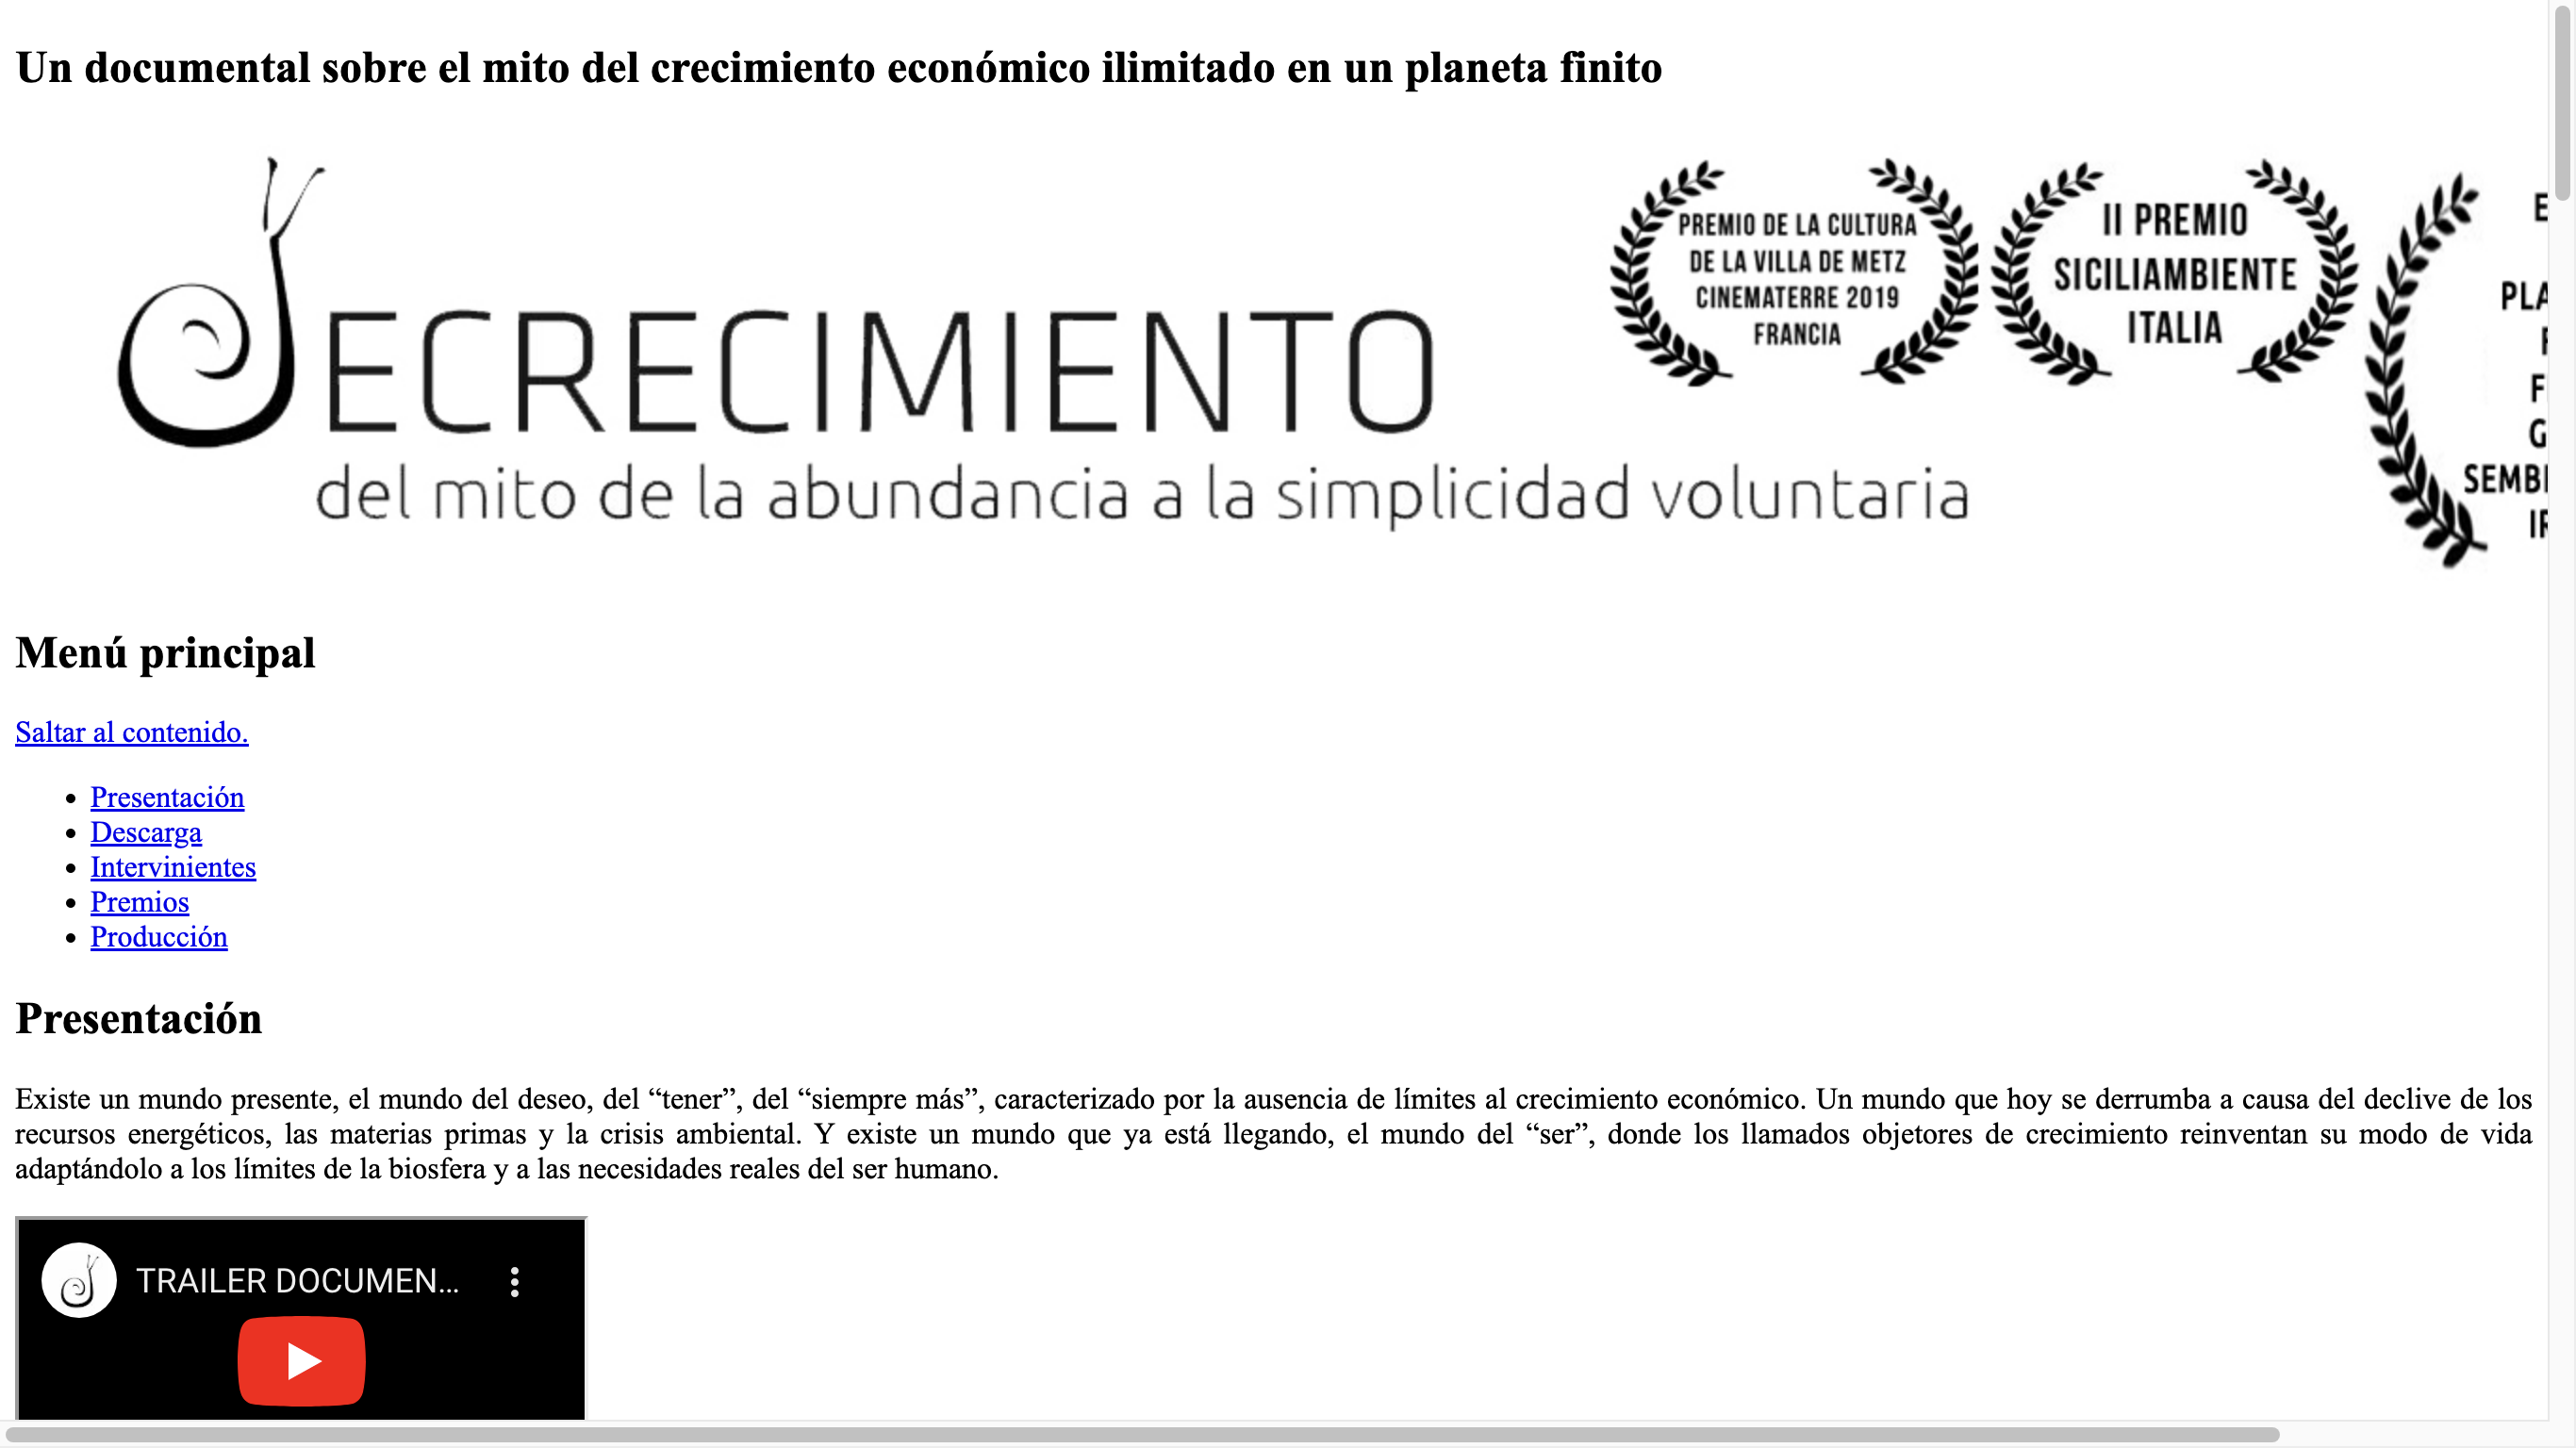 Un documental sobre el mito del crecimiento económico ilimitado en un planeta finito
DECRECIMIENTO
del mito de la abundancia a la simplicidad voluntaria
PREMIO DE LA CULTURA
DE LA VILLA DE METZ
CINEMATERRE 2019
FRANCIA
II PREMIO
SICILIAMBIENTE
ITALIA
Menú principal
Saltar al contenido.
Presentación
Descarga
Intervinientes
Premios
Producción
Presentación
Existe un mundo presente, el mundo del deseo, del “tener”, del “siempre más”, caracterizado por la ausencia de límites al crecimiento económico. Un mundo que hoy se derrumba a causa del declive de los
recursos energéticos, las materias primas y la crisis ambiental. Y existe un mundo que ya está llegando, el mundo del “ser”, donde los llamados objetores de crecimiento reinventan su modo de vida
adaptándolo a los límites de la biosfera y a las necesidades reales del ser humano.
TRAILER DOCUMEN...